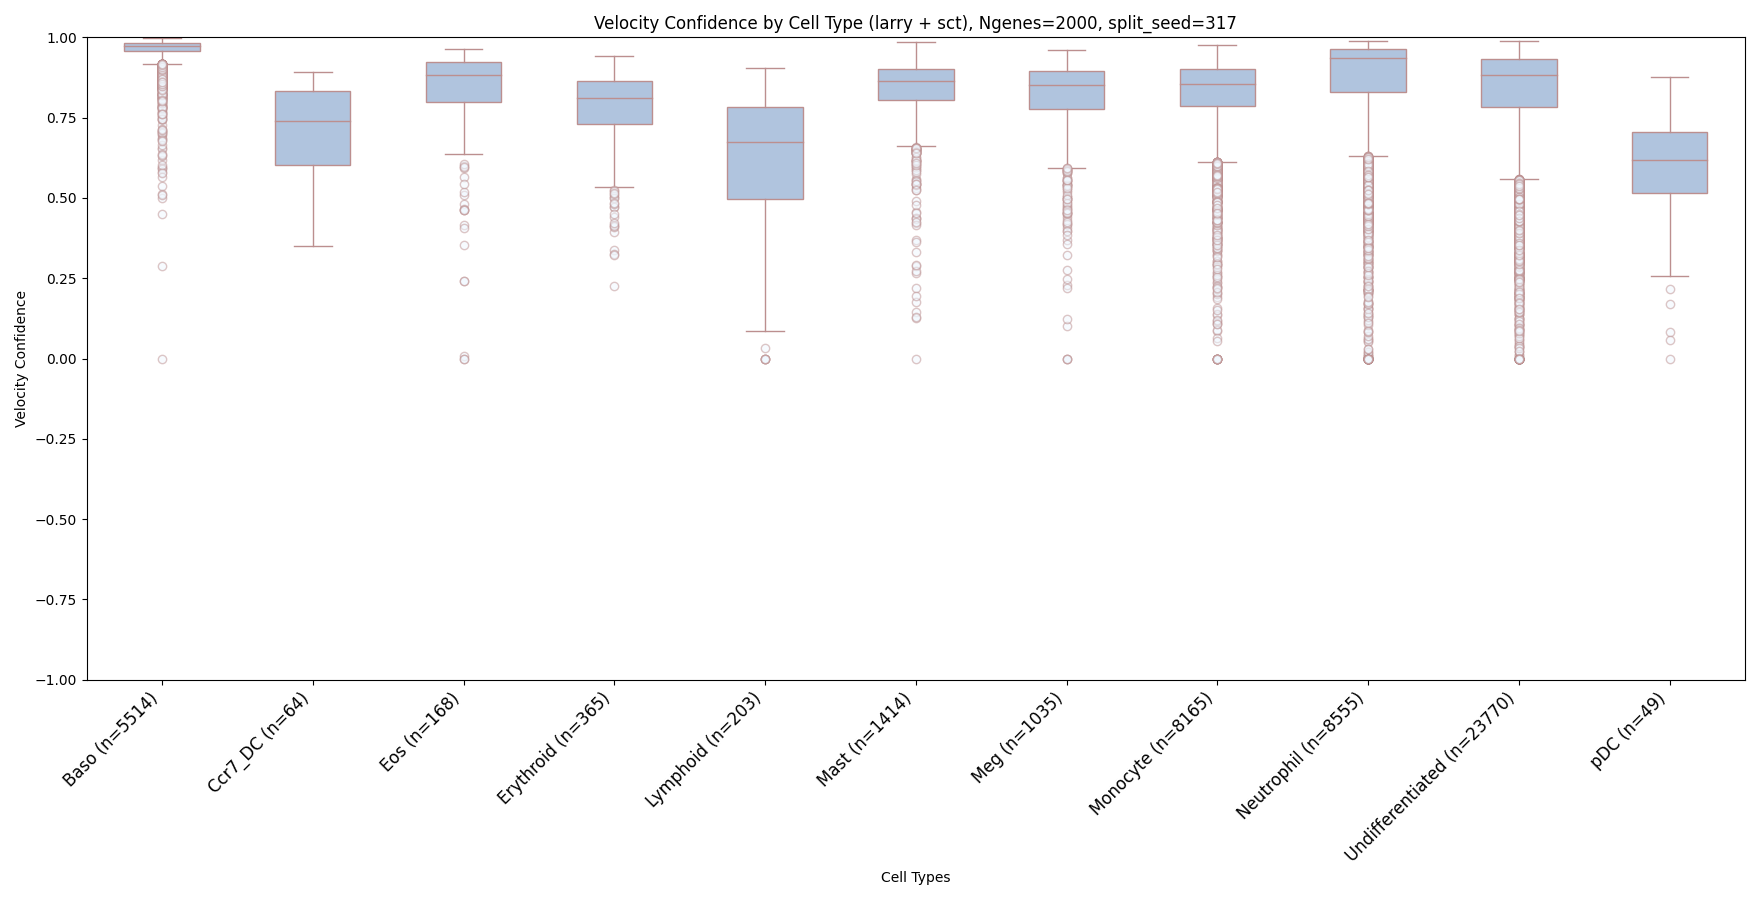 Velocity Confidence by Cell Type (larry + sct), Ngenes=2000, split_seed=317
Velocity Confidence
1.00
0.75
0.50
0.25
0.00
−0.25
−0.50
−0.75
−1.00
Baso (n=5514)
Ccr7_DC (n=64)
Eos (n=168)
Erythroid (n=365)
Lymphoid (n=203)
Mast (n=1414)
Meg (n=1035)
Monocyte (n=8165)
Neutrophil (n=8555)
Undifferentiated (n=23770)
pDC (n=49)
Cell Types